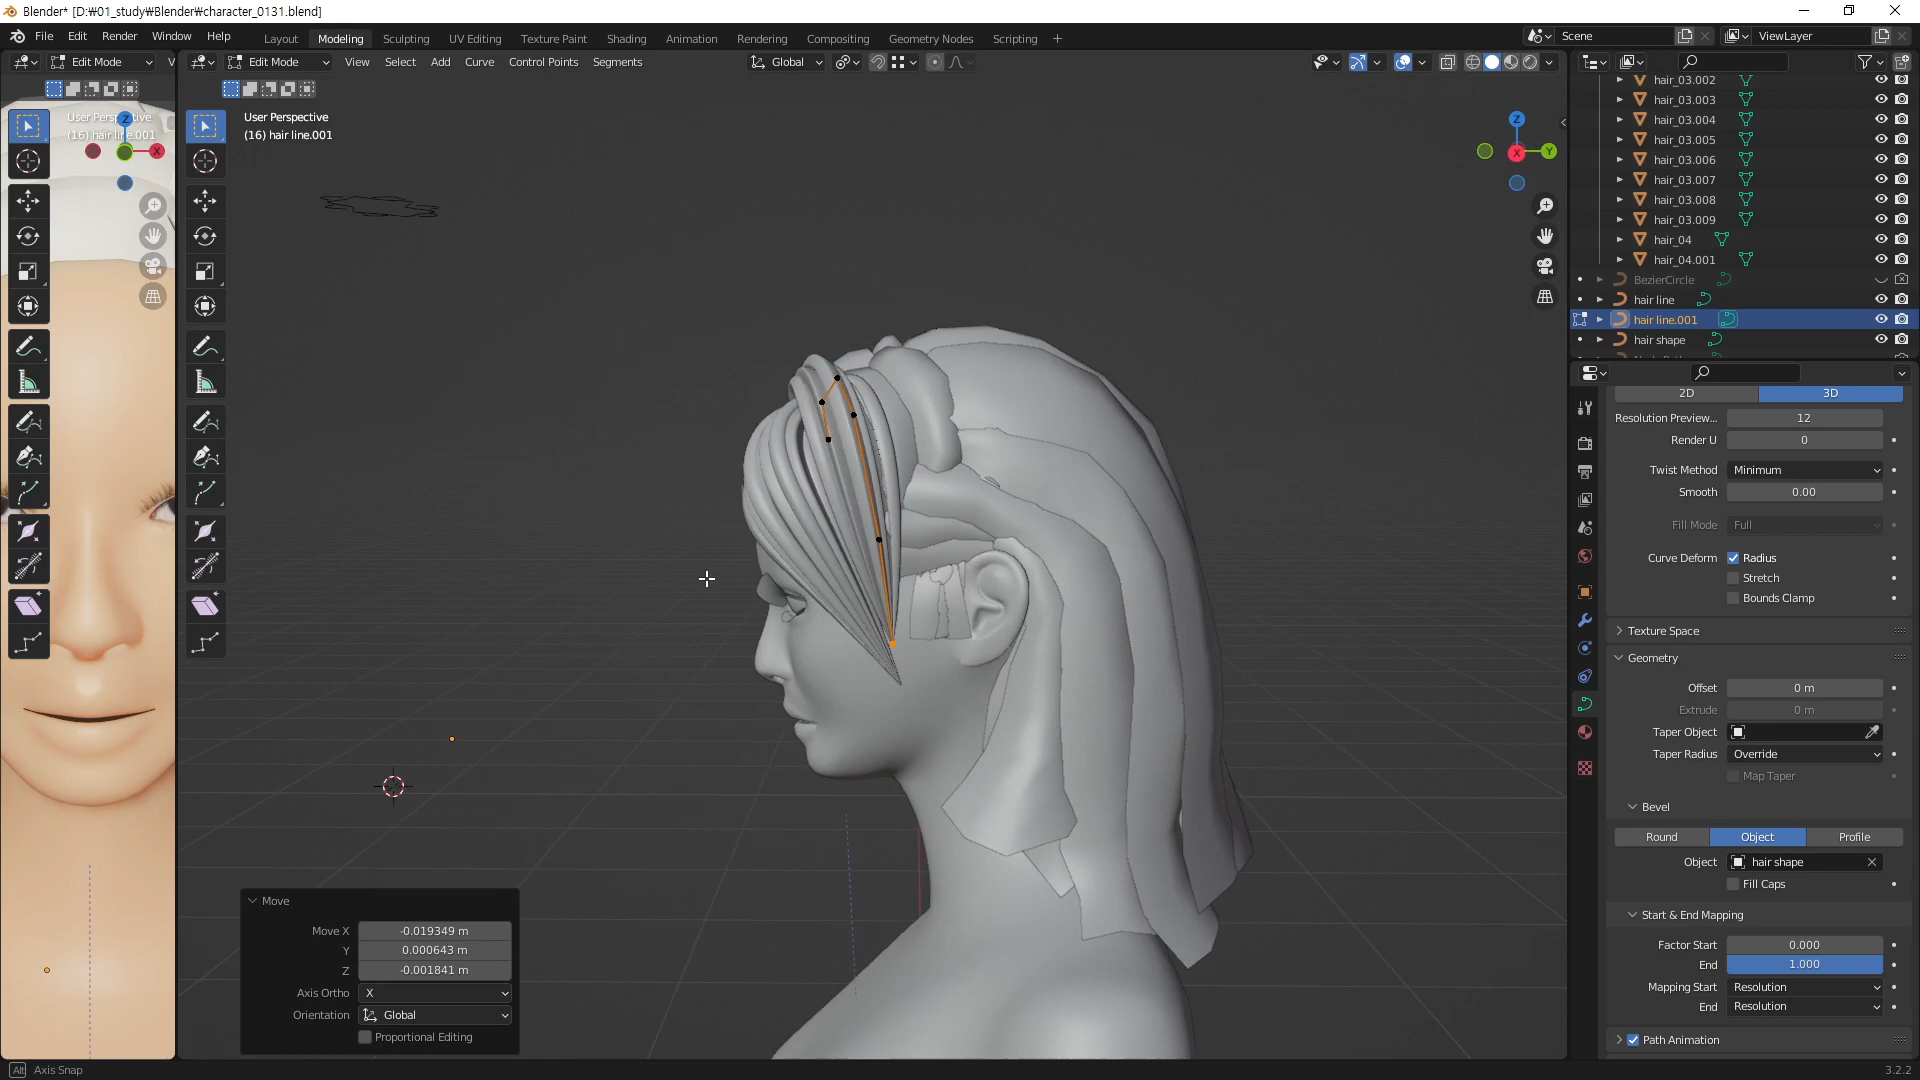 Blender* [D:₩01_study₩Blender₩character_0131.blend]
File Edit Render Window Help
Layout Modeling Sculpting UV Editing Texture Paint Shading Animation Rendering Compositing Geometry Nodes Scripting
Scene
ViewLayer
Edit Mode
V
Edit Mode
View Select Add Curve Control Points Segments
Global
User Perspective
(16) hair line.001
User Perspective
(16) hair line.001
Z
X
Z
X
Y
hair_03.002
hair_03.003
hair_03.004
hair_03.005
hair_03.006
hair_03.007
hair_03.008
hair_03.009
hair_04
hair_04.001
BezierCircle
hair line
hair line.001
hair shape
2D 3D
Resolution Preview... 12
Render U 0
Twist Method Minimum
Smooth 0.00
Fill Mode Full
Curve Deform Radius
Stretch
Bounds Clamp
Texture Space
Geometry
Offset 0 m
Extrude 0 m
Taper Object
Taper Radius Override
Map Taper
Bevel
Round Object Profile
Object hair shape
Fill Caps
Start & End Mapping
Factor Start 0.000
End 1.000
Mapping Start Resolution
End Resolution
Path Animation
Move
Move X -0.019349 m
Y 0.000643 m
Z -0.001841 m
Axis Ortho X
Orientation Global
Proportional Editing
Alt Axis Snap
3.2.2